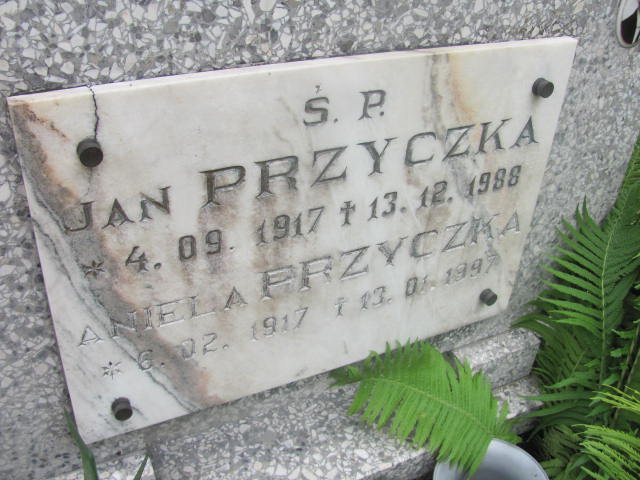 Ś. P.
JAN PRZYCZKA
* 4. 09. 1917 † 13. 12. 1988
ANIELA PRZYCZKA
* 6. 02. 1917 † 13. 01. 1997